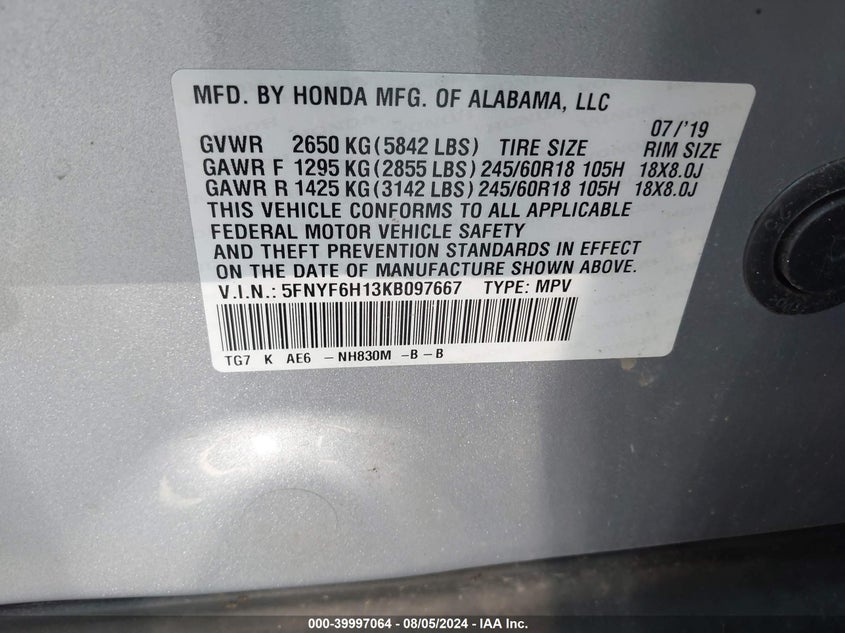 MFD. BY HONDA MFG. OF ALABAMA, LLC
07/'19
GVWR 2650 KG (5842 LBS) TIRE SIZE RIM SIZE
GAWR F 1295 KG (2855 LBS) 245/60R18 105H 18X8.0J
GAWR R 1425 KG (3142 LBS) 245/60R18 105H 18X8.0J
THIS VEHICLE CONFORMS TO ALL APPLICABLE
FEDERAL MOTOR VEHICLE SAFETY
AND THEFT PREVENTION STANDARDS IN EFFECT
ON THE DATE OF MANUFACTURE SHOWN ABOVE.
V.I.N.: 5FNYF6H13KB097667 TYPE: MPV
TG7 K AE6 - NH830M - B - B
000-39997064 - 08/05/2024 - IAA Inc.